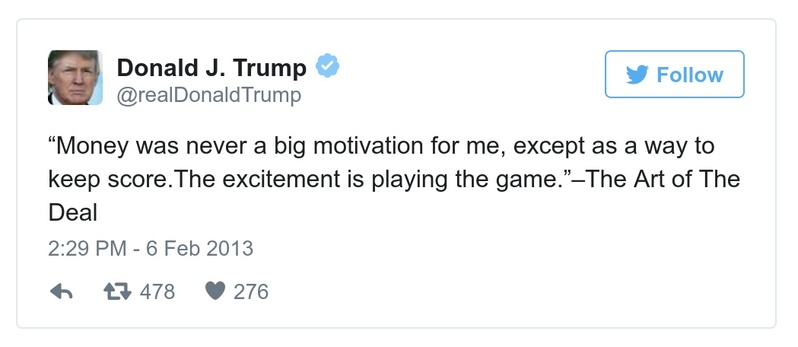 Donald J. Trump
@realDonaldTrump
Follow
“Money was never a big motivation for me, except as a way to
keep score.The excitement is playing the game.”–The Art of The
Deal
2:29 PM - 6 Feb 2013
478 276